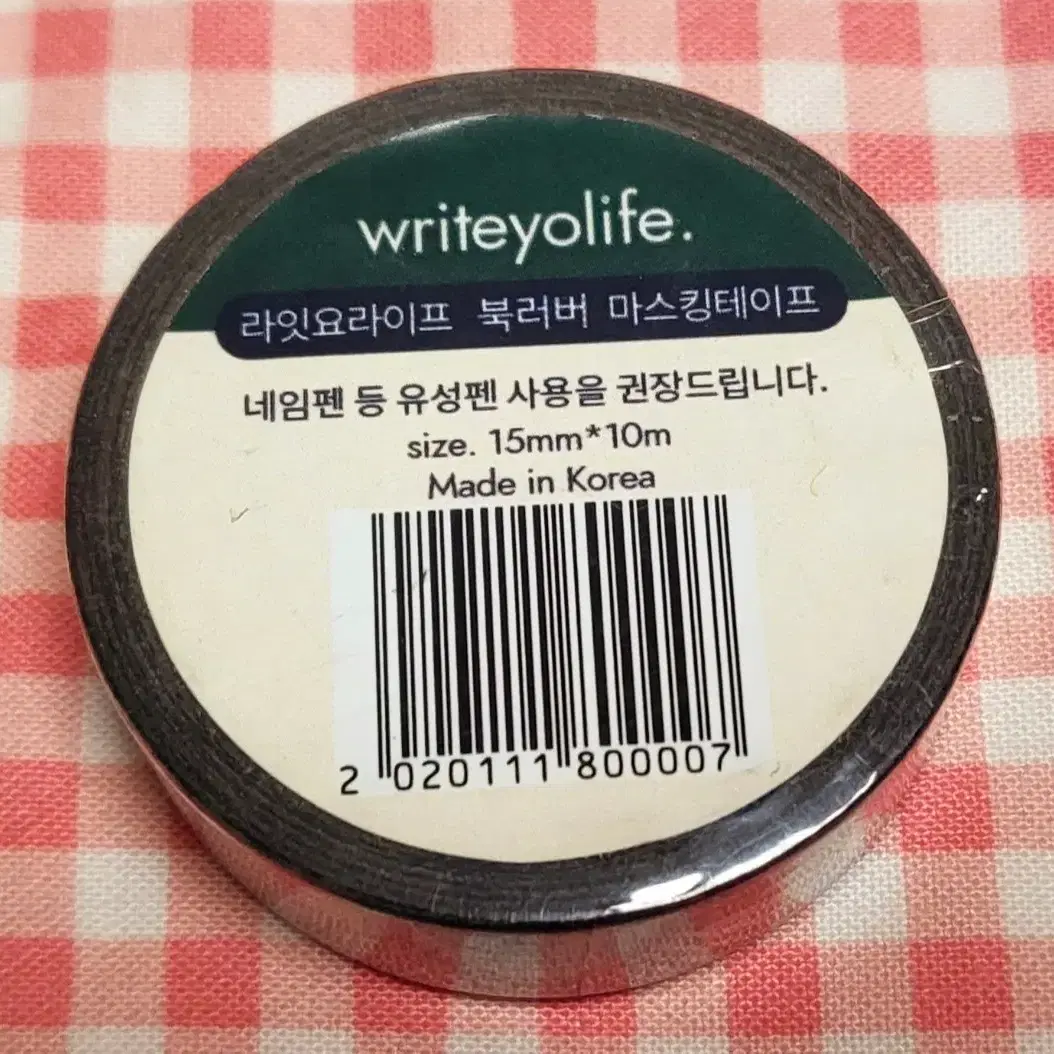 writeyolife.
라잇요라이프 북러버 마스킹테이프
네임펜 등 유성펜 사용을 권장드립니다.
size. 15mm*10m
Made in Korea
2 020111 800007